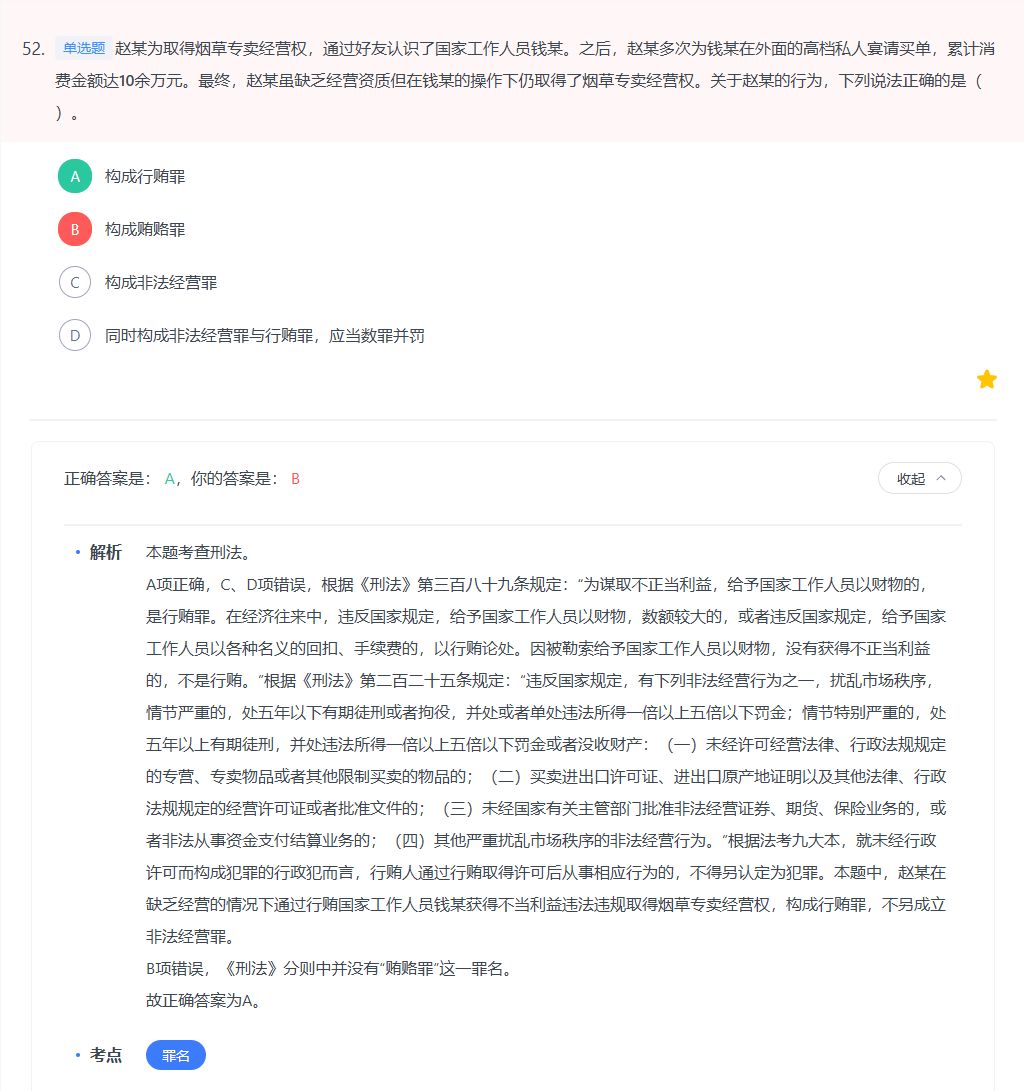 52. 单选题 赵某为取得烟草专卖经营权，通过好友认识了国家工作人员钱某。之后，赵某多次为钱某在外面的高档私人宴请买单，累计消
费金额达10余万元。最终，赵某虽缺乏经营资质但在钱某的操作下仍取得了烟草专卖经营权。关于赵某的行为，下列说法正确的是（
）。
A 构成行贿罪
B 构成贿赂罪
C 构成非法经营罪
D 同时构成非法经营罪与行贿罪，应当数罪并罚
正确答案是： A，你的答案是： B 收起
解析 本题考查刑法。
A项正确，C、D项错误，根据《刑法》第三百八十九条规定：“为谋取不正当利益，给予国家工作人员以财物的，
是行贿罪。在经济往来中，违反国家规定，给予国家工作人员以财物，数额较大的，或者违反国家规定，给予国家
工作人员以各种名义的回扣、手续费的，以行贿论处。因被勒索给予国家工作人员以财物，没有获得不正当利益
的，不是行贿。”根据《刑法》第二百二十五条规定：“违反国家规定，有下列非法经营行为之一，扰乱市场秩序，
情节严重的，处五年以下有期徒刑或者拘役，并处或者单处违法所得一倍以上五倍以下罚金；情节特别严重的，处
五年以上有期徒刑，并处违法所得一倍以上五倍以下罚金或者没收财产：（一）未经许可经营法律、行政法规规定
的专营、专卖物品或者其他限制买卖的物品的；（二）买卖进出口许可证、进出口原产地证明以及其他法律、行政
法规规定的经营许可证或者批准文件的；（三）未经国家有关主管部门批准非法经营证券、期货、保险业务的，或
者非法从事资金支付结算业务的；（四）其他严重扰乱市场秩序的非法经营行为。”根据法考九大本，就未经行政
许可而构成犯罪的行政犯而言，行贿人通过行贿取得许可后从事相应行为的，不得另认定为犯罪。本题中，赵某在
缺乏经营的情况下通过行贿国家工作人员钱某获得不当利益违法违规取得烟草专卖经营权，构成行贿罪，不另成立
非法经营罪。
B项错误，《刑法》分则中并没有“贿赂罪”这一罪名。
故正确答案为A。
考点 罪名